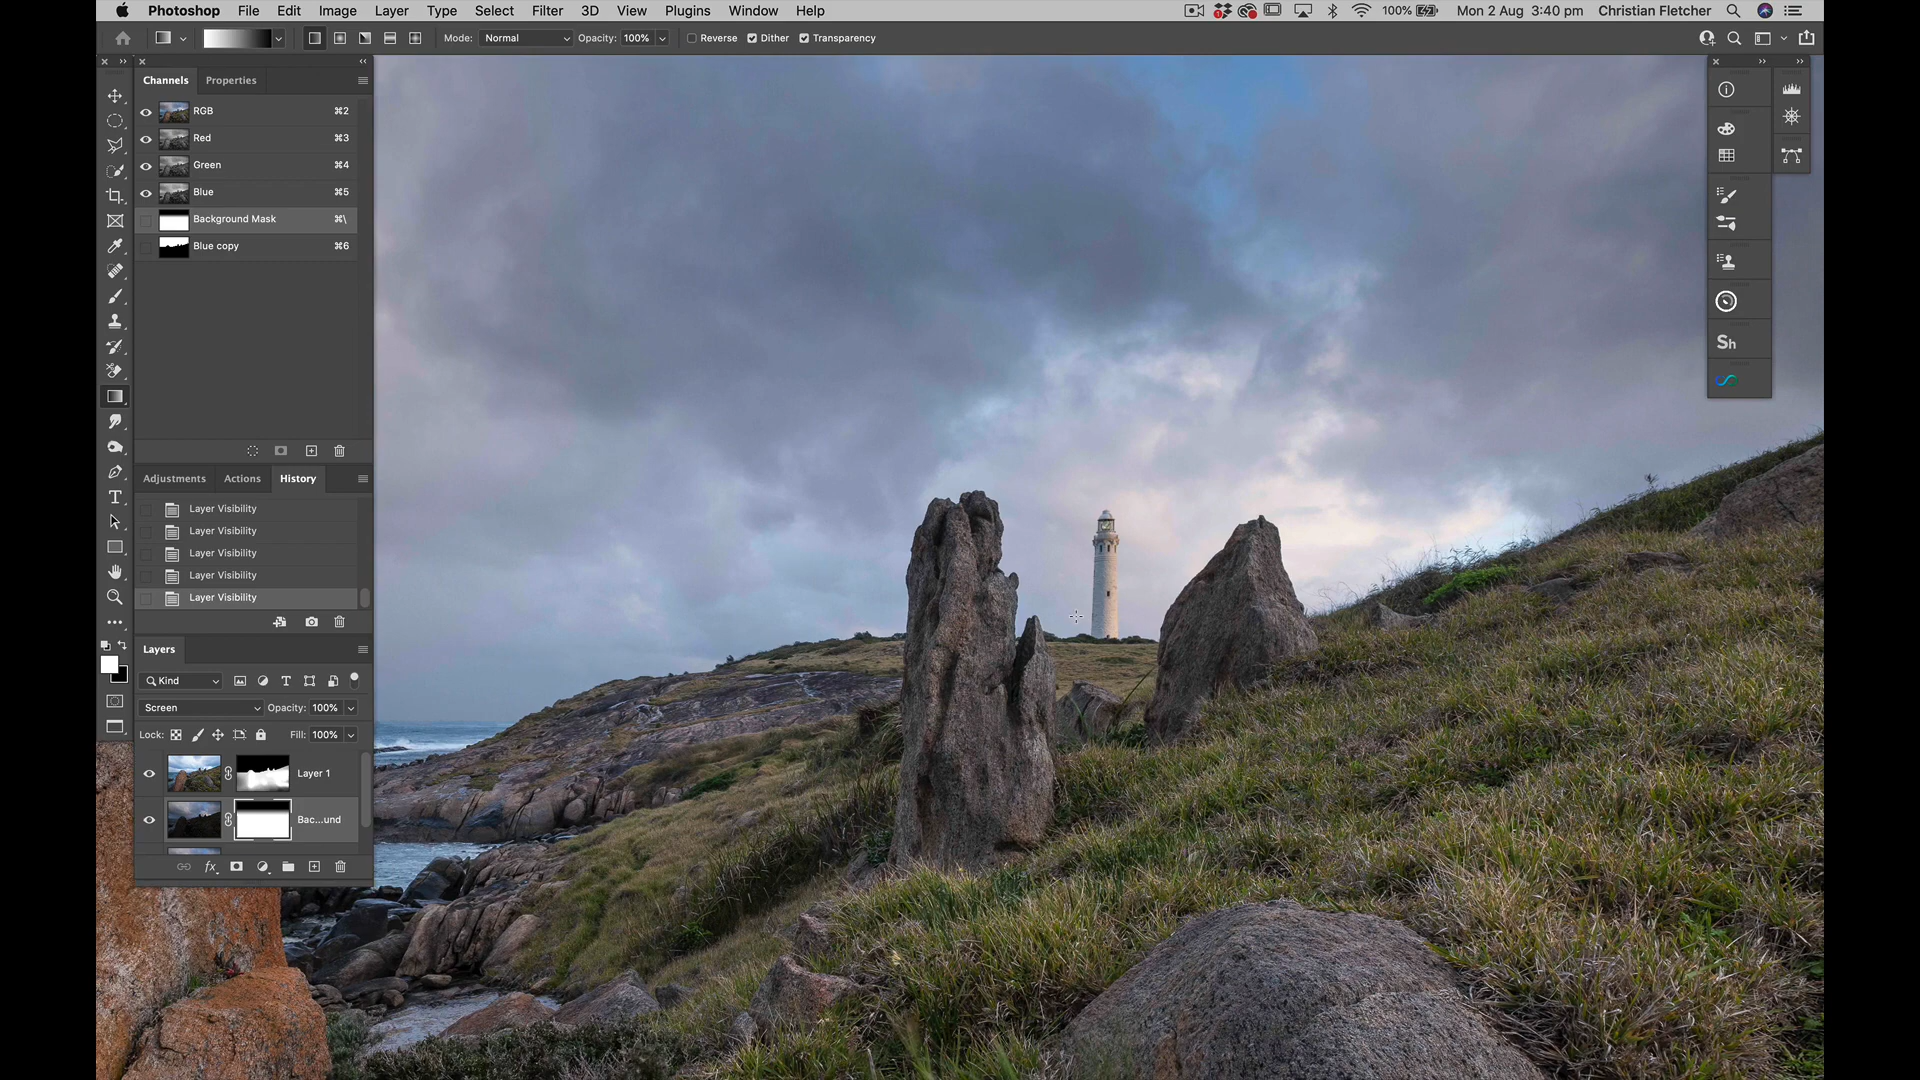 Photoshop File Edit Image Layer Type Select Filter 3D View Plugins Window Help 100% Mon 2 Aug 3:40 pm Christian Fletcher
Mode: Normal Opacity: 100% Reverse Dither Transparency
Channels Properties
RGB ⌘2
Red ⌘3
Green ⌘4
Blue ⌘5
Background Mask ⌘\
Blue copy ⌘6
Adjustments Actions History
Layer Visibility
Layer Visibility
Layer Visibility
Layer Visibility
Layer Visibility
Layers
Kind
Screen Opacity: 100%
Lock: Fill: 100%
Layer 1
Bac...und
fx
Sh